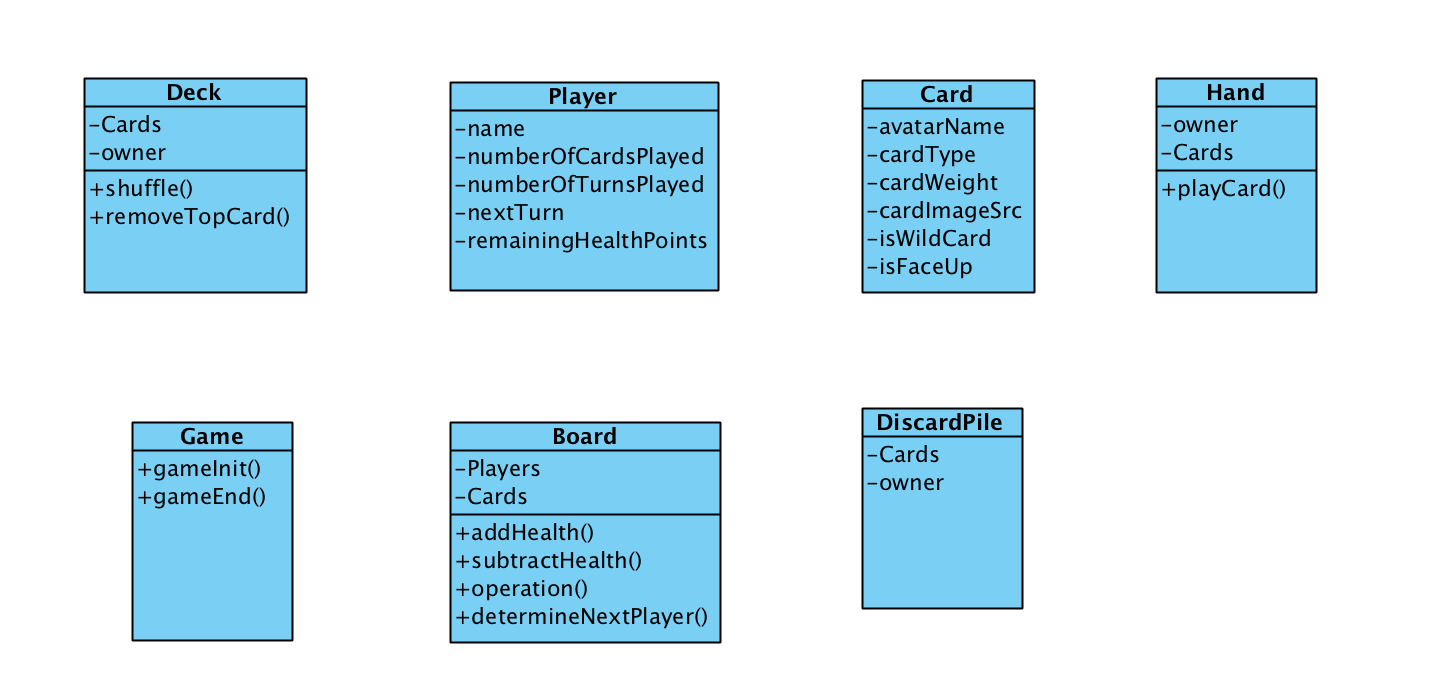 Deck
-Cards
-owner
+shuffle()
+removeTopCard()
Player
-name
-numberOfCardsPlayed
-numberOfTurnsPlayed
-nextTurn
-remainingHealthPoints
Card
-avatarName
-cardType
-cardWeight
-cardImageSrc
-isWildCard
-isFaceUp
Hand
-owner
-Cards
+playCard()
Game
+gameInit()
+gameEnd()
Board
-Players
-Cards
+addHealth()
+subtractHealth()
+operation()
+determineNextPlayer()
DiscardPile
-Cards
-owner